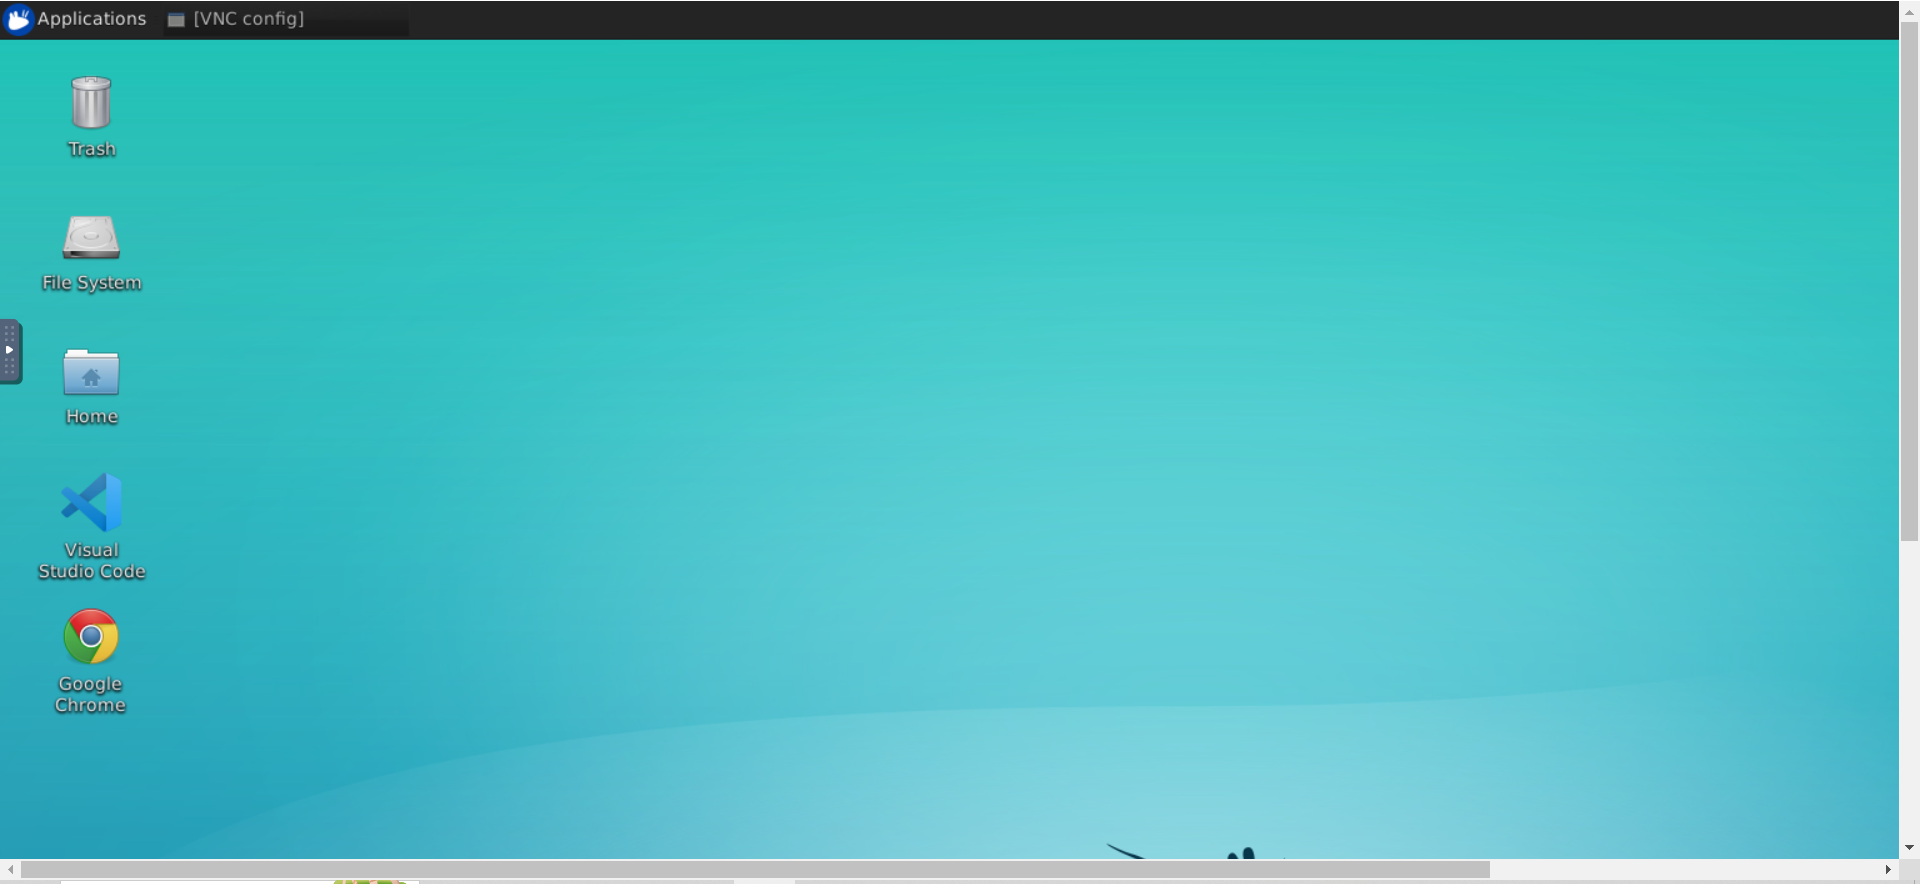 Applications
[VNC config]
Trash
File System
Home
Visual
Studio Code
Google
Chrome